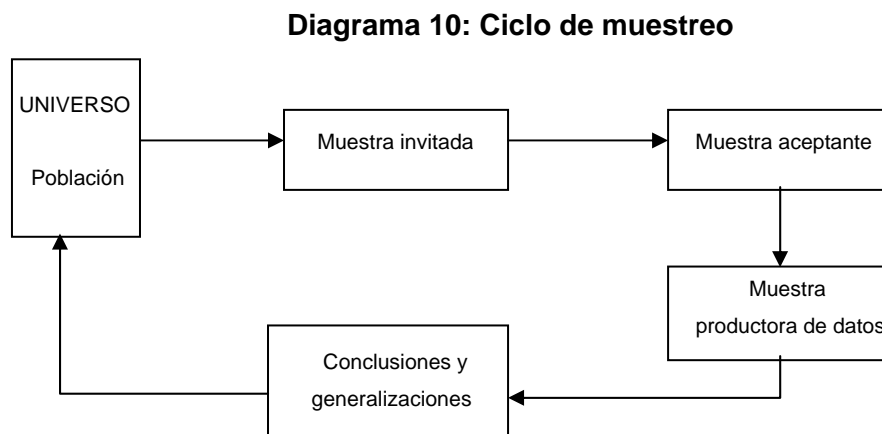 Diagrama 10: Ciclo de muestreo
UNIVERSO
Población
Muestra invitada
Muestra aceptante
Muestra
productora de datos
Conclusiones y
generalizaciones